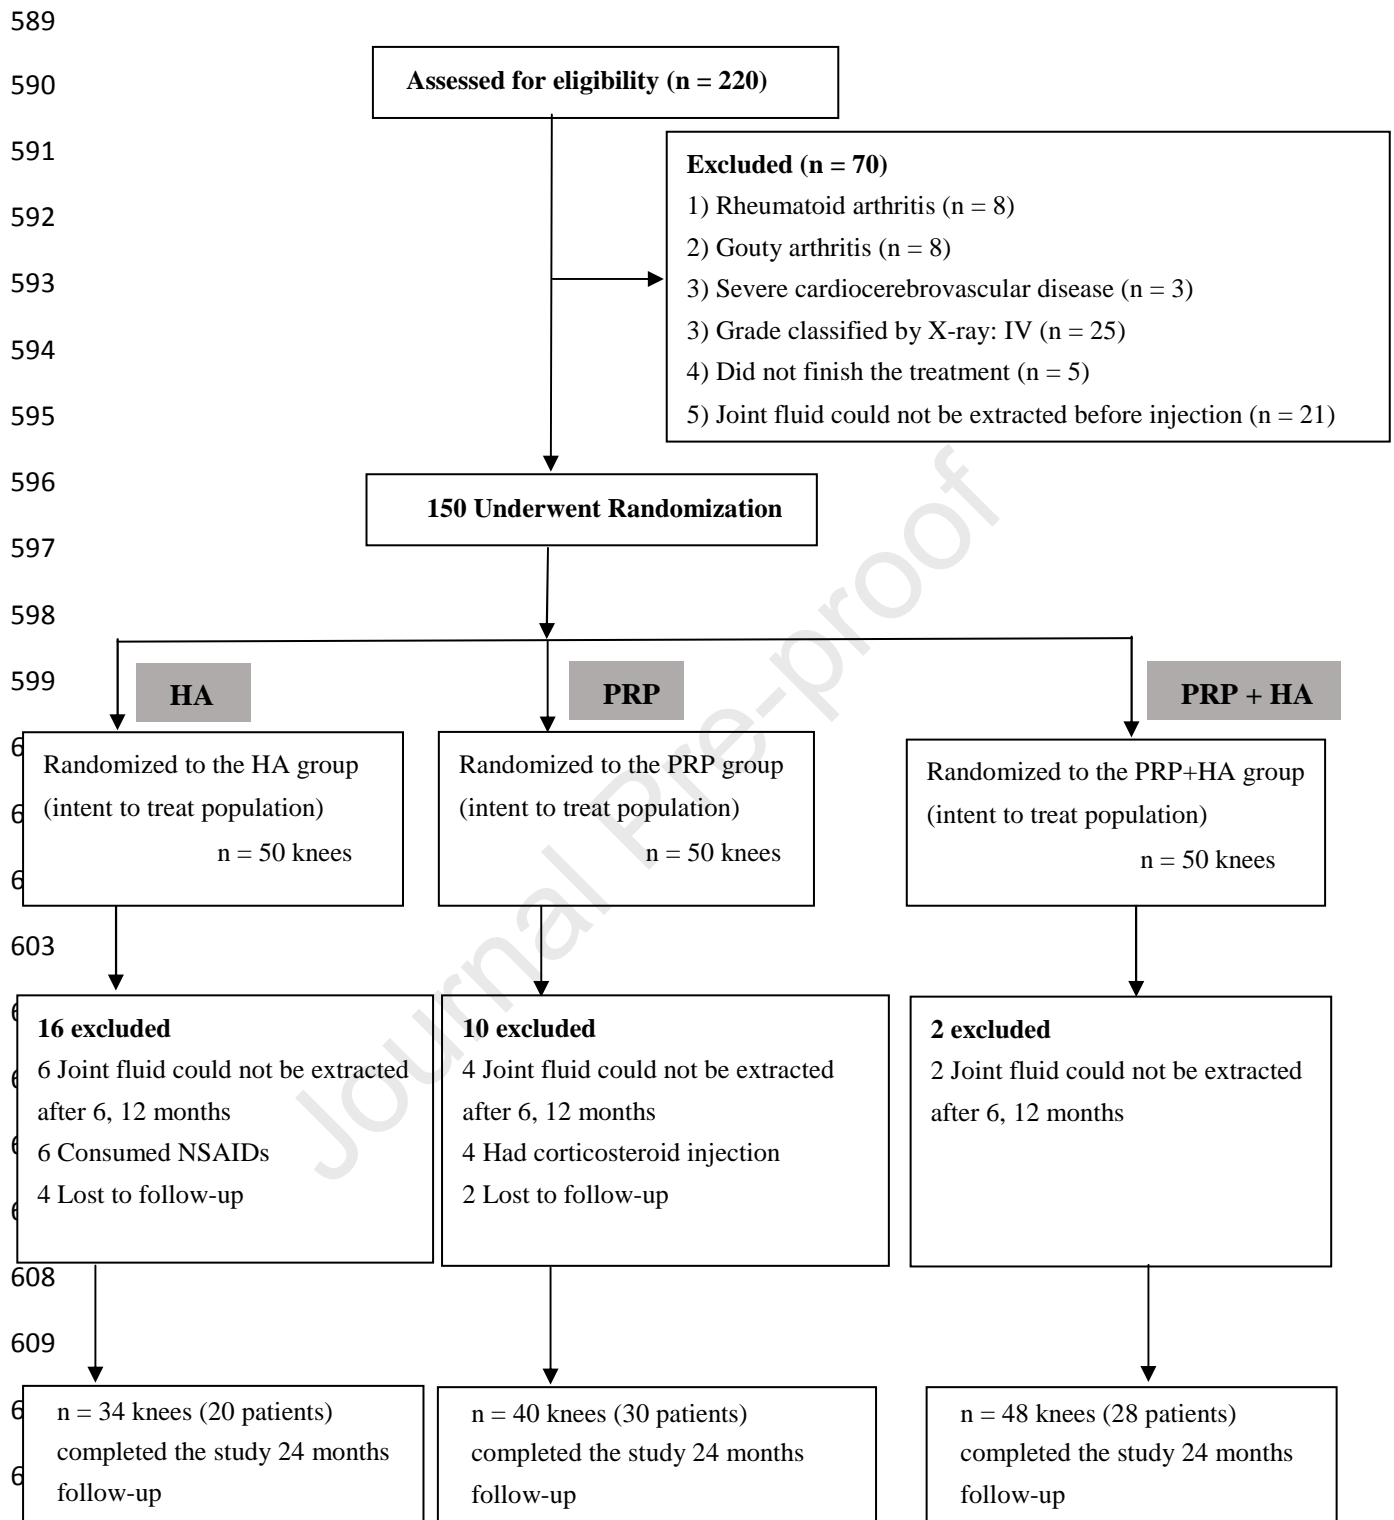 589
590
Assessed for eligibility (n = 220)
591
Excluded (n = 70)
1) Rheumatoid arthritis (n = 8)
592
2) Gouty arthritis (n = 8)
593
3) Severe cardiocerebrovascular disease (n = 3)
594
3) Grade classified by X-ray: IV (n = 25)
4) Did not finish the treatment (n = 5)
595
5) Joint fluid could not be extracted before injection (n = 21)
596
150 Underwent Randomization
597
598
599
HA
PRP
PRP + HA
Randomized to the HA group
(intent to treat population)
n = 50 knees
Randomized to the PRP group
(intent to treat population)
n = 50 knees
Randomized to the PRP+HA group
(intent to treat population)
n = 50 knees
603
16 excluded
6 Joint fluid could not be extracted
after 6, 12 months
6 Consumed NSAIDs
4 Lost to follow-up
10 excluded
4 Joint fluid could not be extracted
after 6, 12 months
4 Had corticosteroid injection
2 Lost to follow-up
2 excluded
2 Joint fluid could not be extracted
after 6, 12 months
608
609
n = 34 knees (20 patients)
completed the study 24 months
follow-up
n = 40 knees (30 patients)
completed the study 24 months
follow-up
n = 48 knees (28 patients)
completed the study 24 months
follow-up
Journal Pre-proof